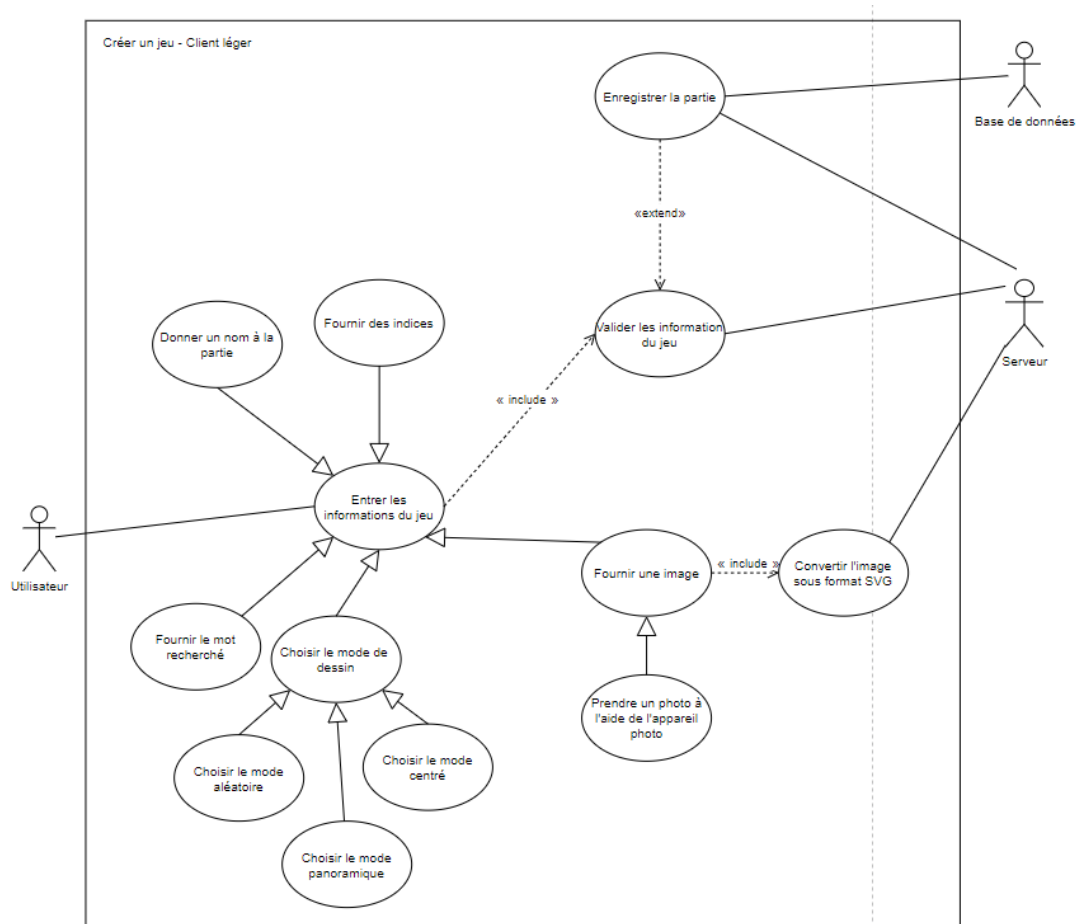 Créer un jeu - Client léger
Enregistrer la partie
Base de données
«extend»
Donner un nom à la
partie
Fournir des indices
Valider les information
du jeu
Serveur
« include »
Entrer les
informations du jeu
Utilisateur
Fournir une image
« include »
Convertir l'image
sous format SVG
Fournir le mot
recherché
Choisir le mode de
dessin
Prendre un photo à
l'aide de l'appareil
photo
Choisir le mode
aléatoire
Choisir le mode
centré
Choisir le mode
panoramique